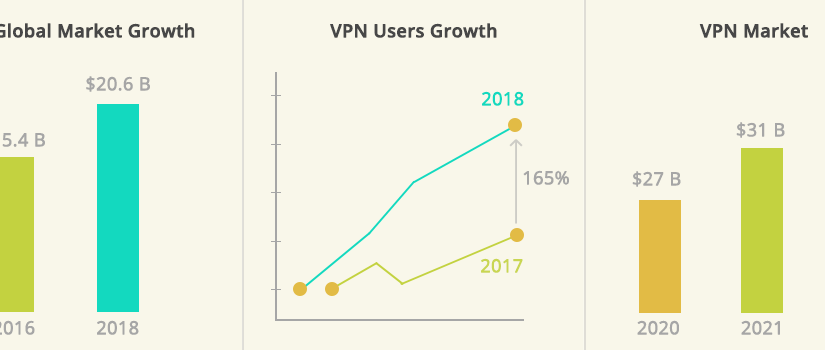 Global Market Growth
5.4 B
$20.6 B
2016
2018
VPN Users Growth
2018
165%
2017
VPN Market
$27 B
$31 B
2020
2021